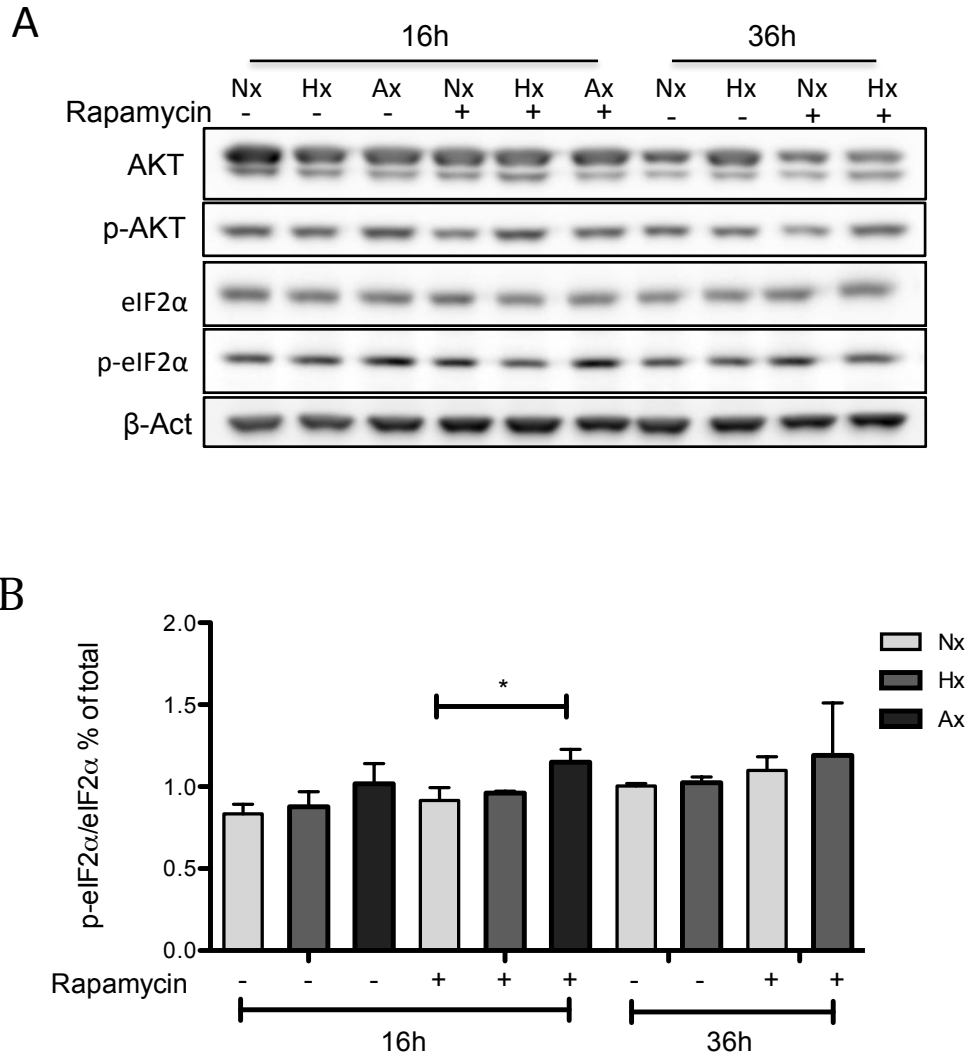 A
16h 36h
Nx Hx Ax Nx Hx Ax Nx Hx Nx Hx
Rapamycin - - - + + + - - + +
AKT
p-AKT
eIF2α
p-eIF2α
β-Act
B
p-eIF2α/eIF2α % of total
2.0
1.5
1.0
0.5
0.0
*
Nx
Hx
Ax
Rapamycin - - - + + + - - + +
16h 36h